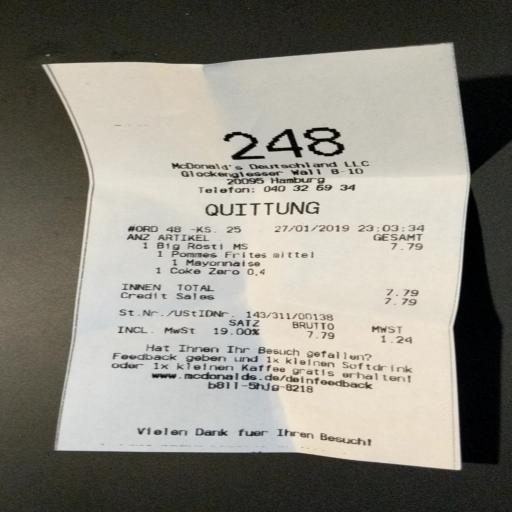 248
McDonald's Deutschland LLC
Glockengiesser Wall 8-10
20095 Hamburg
Telefon: 040 32 69 34
QUITTUNG
#ORD 48 -KS. 25 27/01/2019 23:03:34
ANZ ARTIKEL GESAMT
1 Big Rösti MS 7.79
1 Pommes Frites mittel
1 Mayonnaise
1 Coke Zero 0,4
INNEN TOTAL 7.79
Credit Sales 7.79
St.Nr./UStIDNr. 143/311/00138
SATZ BRUTTO MWST
INCL. MwSt 19.00% 7.79 1.24
Hat Ihnen Ihr Besuch gefallen?
Feedback geben und 1x kleinen Softdrink
oder 1x kleinen Kaffee gratis erhalten!
www.mcdonalds.de/deinfeedback
b8ll-5hJg-8218
Vielen Dank fuer Ihren Besuch!